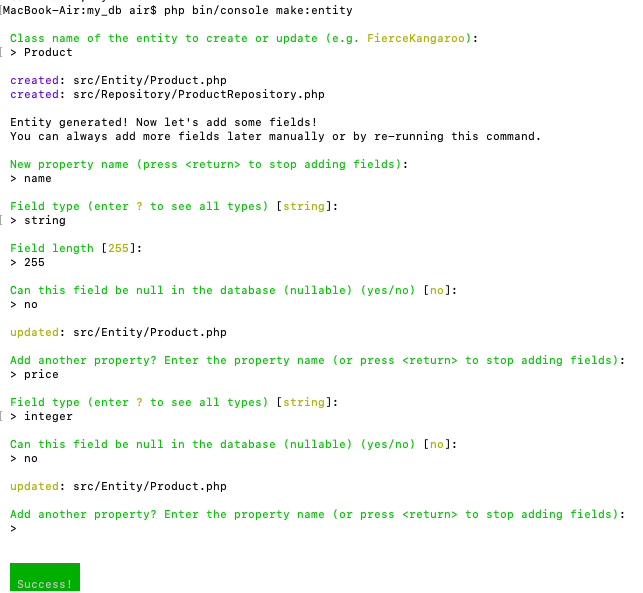 [MacBook-Air:my_db air$ php bin/console make:entity
Class name of the entity to create or update (e.g. FierceKangaroo):
[ > Product
created: src/Entity/Product.php
created: src/Repository/ProductRepository.php
Entity generated! Now let's add some fields!
You can always add more fields later manually or by re-running this command.
New property name (press <return> to stop adding fields):
> name
Field type (enter ? to see all types) [string]:
[ > string
Field length [255]:
> 255
Can this field be null in the database (nullable) (yes/no) [no]:
> no
updated: src/Entity/Product.php
Add another property? Enter the property name (or press <return> to stop adding fields):
> price
Field type (enter ? to see all types) [string]:
[ > integer
Can this field be null in the database (nullable) (yes/no) [no]:
> no
updated: src/Entity/Product.php
Add another property? Enter the property name (or press <return> to stop adding fields):
>
Success!